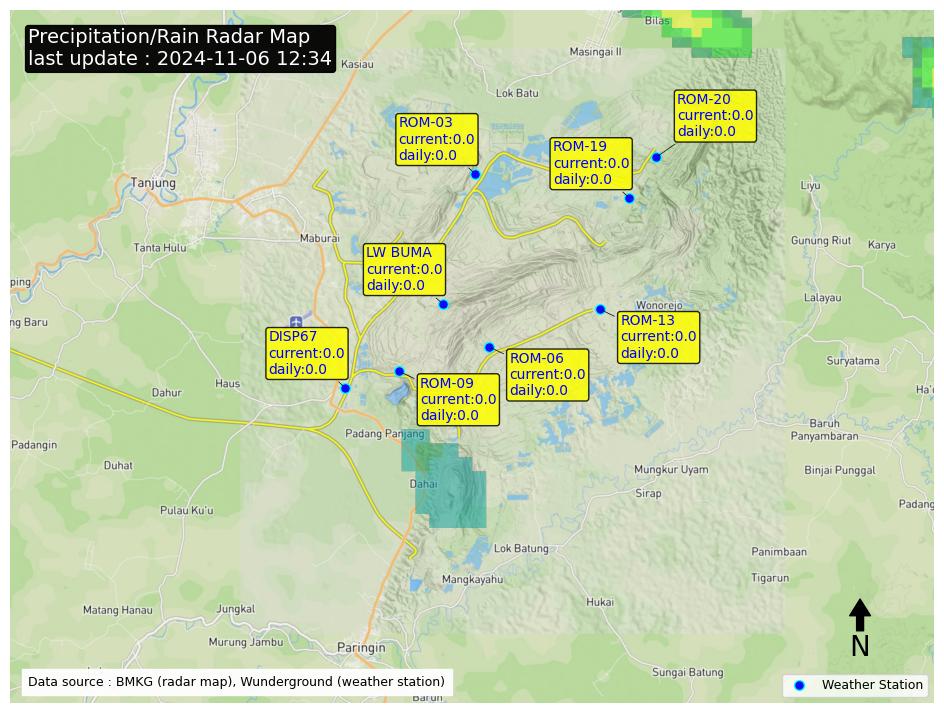 Precipitation/Rain Radar Map
last update : 2024-11-06 12:34
Bilas
Masingai II
Kasiau
Lok Batu
ROM-20
current:0.0
daily:0.0
ROM-03
current:0.0
daily:0.0
ROM-19
current:0.0
daily:0.0
Tanjung
Liyu
Maburai
Tanta Hulu
Gunung Riut
Karya
LW BUMA
current:0.0
daily:0.0
ping
Lalayau
Wonorejo
ng Baru
ROM-13
current:0.0
daily:0.0
DISP67
current:0.0
daily:0.0
ROM-06
current:0.0
daily:0.0
Suryatama
ROM-09
current:0.0
daily:0.0
Haus
Dahur
Ha'
Baruh
Panyambaran
Padang Panjang
Padangin
Duhat
Mungkur Uyam
Binjai Punggal
Dahai
Sirap
Padang
Pulau Ku'u
Lok Batung
Panimbaan
Mangkayahu
Tigarun
Hukai
Matang Hanau
Jungkal
Murung Jambu
Paringin
N
Sungai Batung
Data source : BMKG (radar map), Wunderground (weather station)
Weather Station
Barun